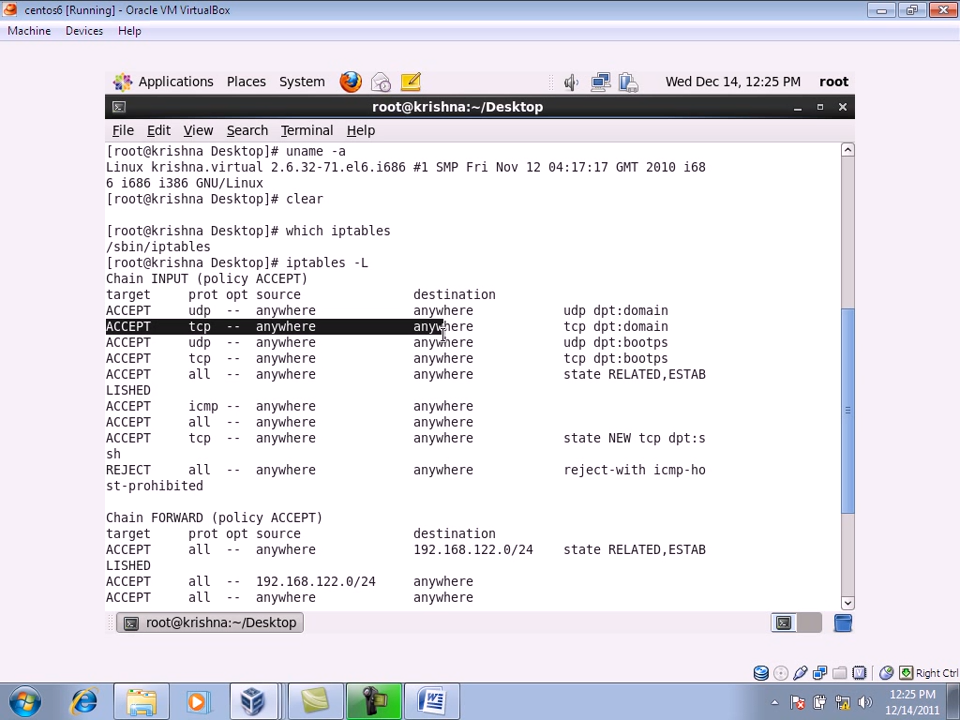 centos6 [Running] - Oracle VM VirtualBox
Machine Devices Help
Applications Places System Wed Dec 14, 12:25 PM root
root@krishna:~/Desktop
File Edit View Search Terminal Help
[root@krishna Desktop]# uname -a
Linux krishna.virtual 2.6.32-71.el6.i686 #1 SMP Fri Nov 12 04:17:17 GMT 2010 i68
6 i686 i386 GNU/Linux
[root@krishna Desktop]# clear
[root@krishna Desktop]# which iptables
/sbin/iptables
[root@krishna Desktop]# iptables -L
Chain INPUT (policy ACCEPT)
target prot opt source destination
ACCEPT udp -- anywhere anywhere udp dpt:domain
ACCEPT tcp -- anywhere anywhere tcp dpt:domain
ACCEPT udp -- anywhere anywhere udp dpt:bootps
ACCEPT tcp -- anywhere anywhere tcp dpt:bootps
ACCEPT all -- anywhere anywhere state RELATED,ESTAB
LISHED
ACCEPT icmp -- anywhere anywhere
ACCEPT all -- anywhere anywhere
ACCEPT tcp -- anywhere anywhere state NEW tcp dpt:s
sh
REJECT all -- anywhere anywhere reject-with icmp-ho
st-prohibited
Chain FORWARD (policy ACCEPT)
target prot opt source destination
ACCEPT all -- anywhere 192.168.122.0/24 state RELATED,ESTAB
LISHED
ACCEPT all -- 192.168.122.0/24 anywhere
ACCEPT all -- anywhere anywhere
root@krishna:~/Desktop
Right Ctrl
12:25 PM
12/14/2011